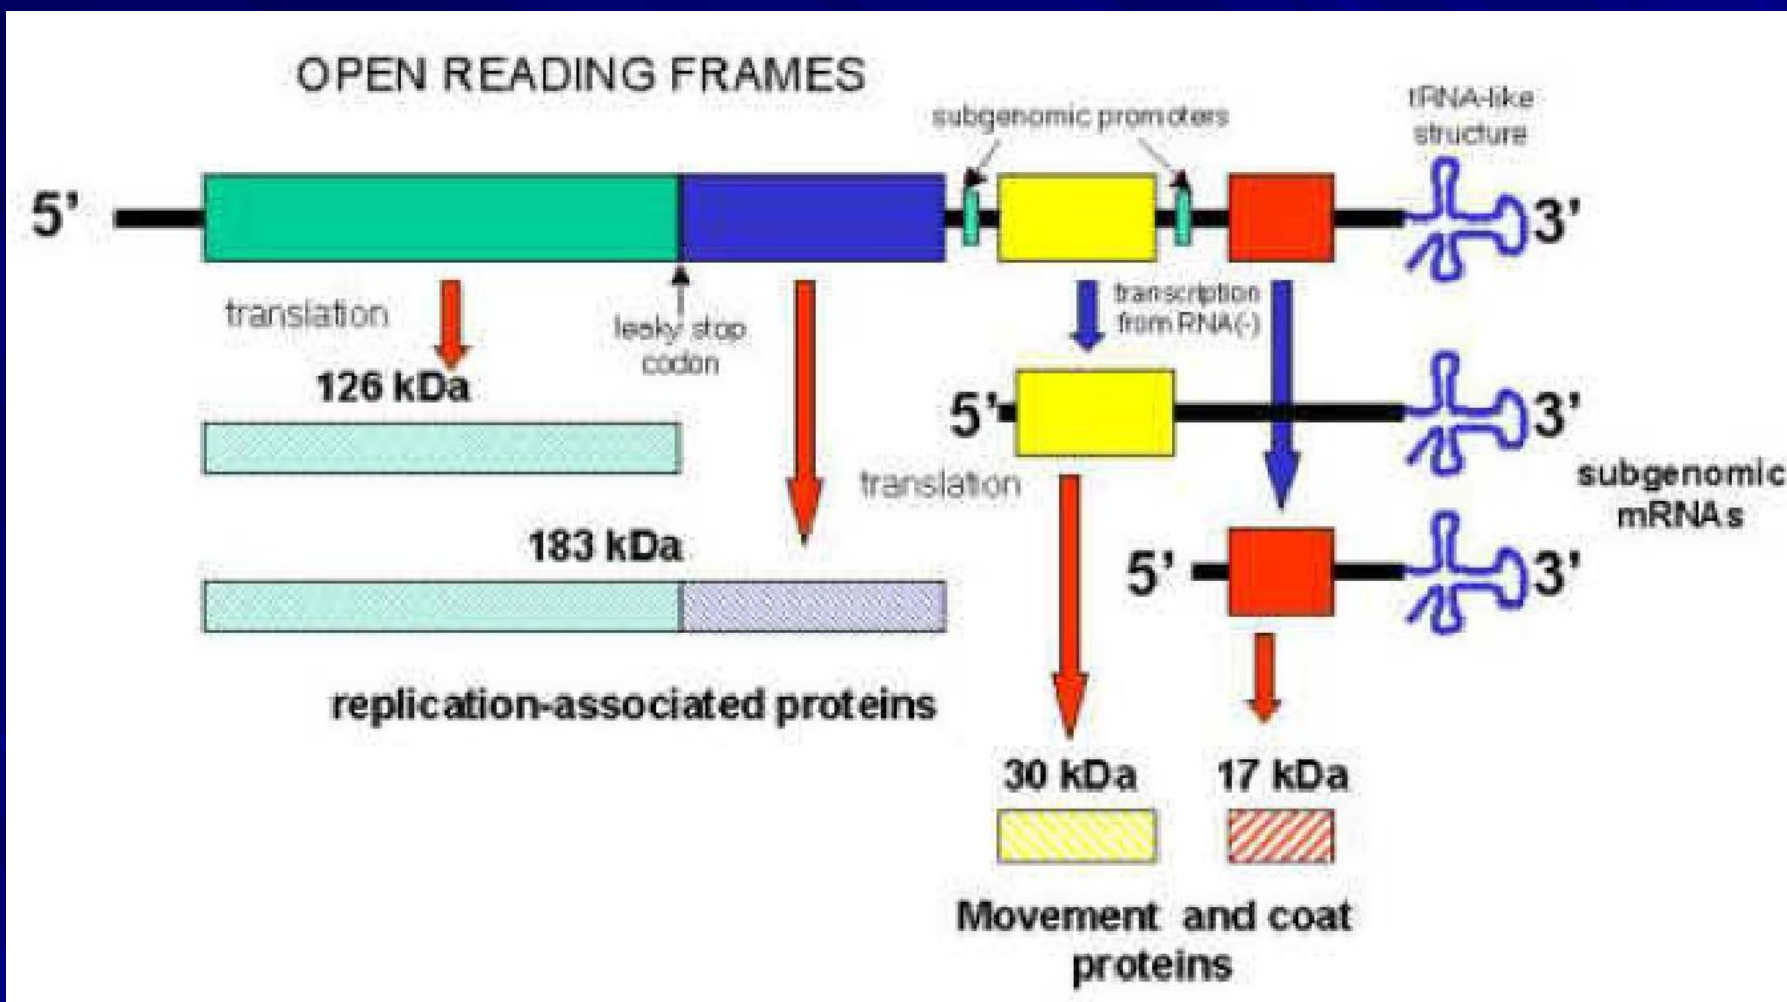 OPEN READING FRAMES
subgenomic promoters
tRNA-like
structure
5’
3’
translation
leaky stop
codon
transcription
from RNA(-)
126 kDa
5’
3’
translation
subgenomic
mRNAs
183 kDa
5’
3’
replication-associated proteins
30 kDa
17 kDa
Movement and coat
proteins